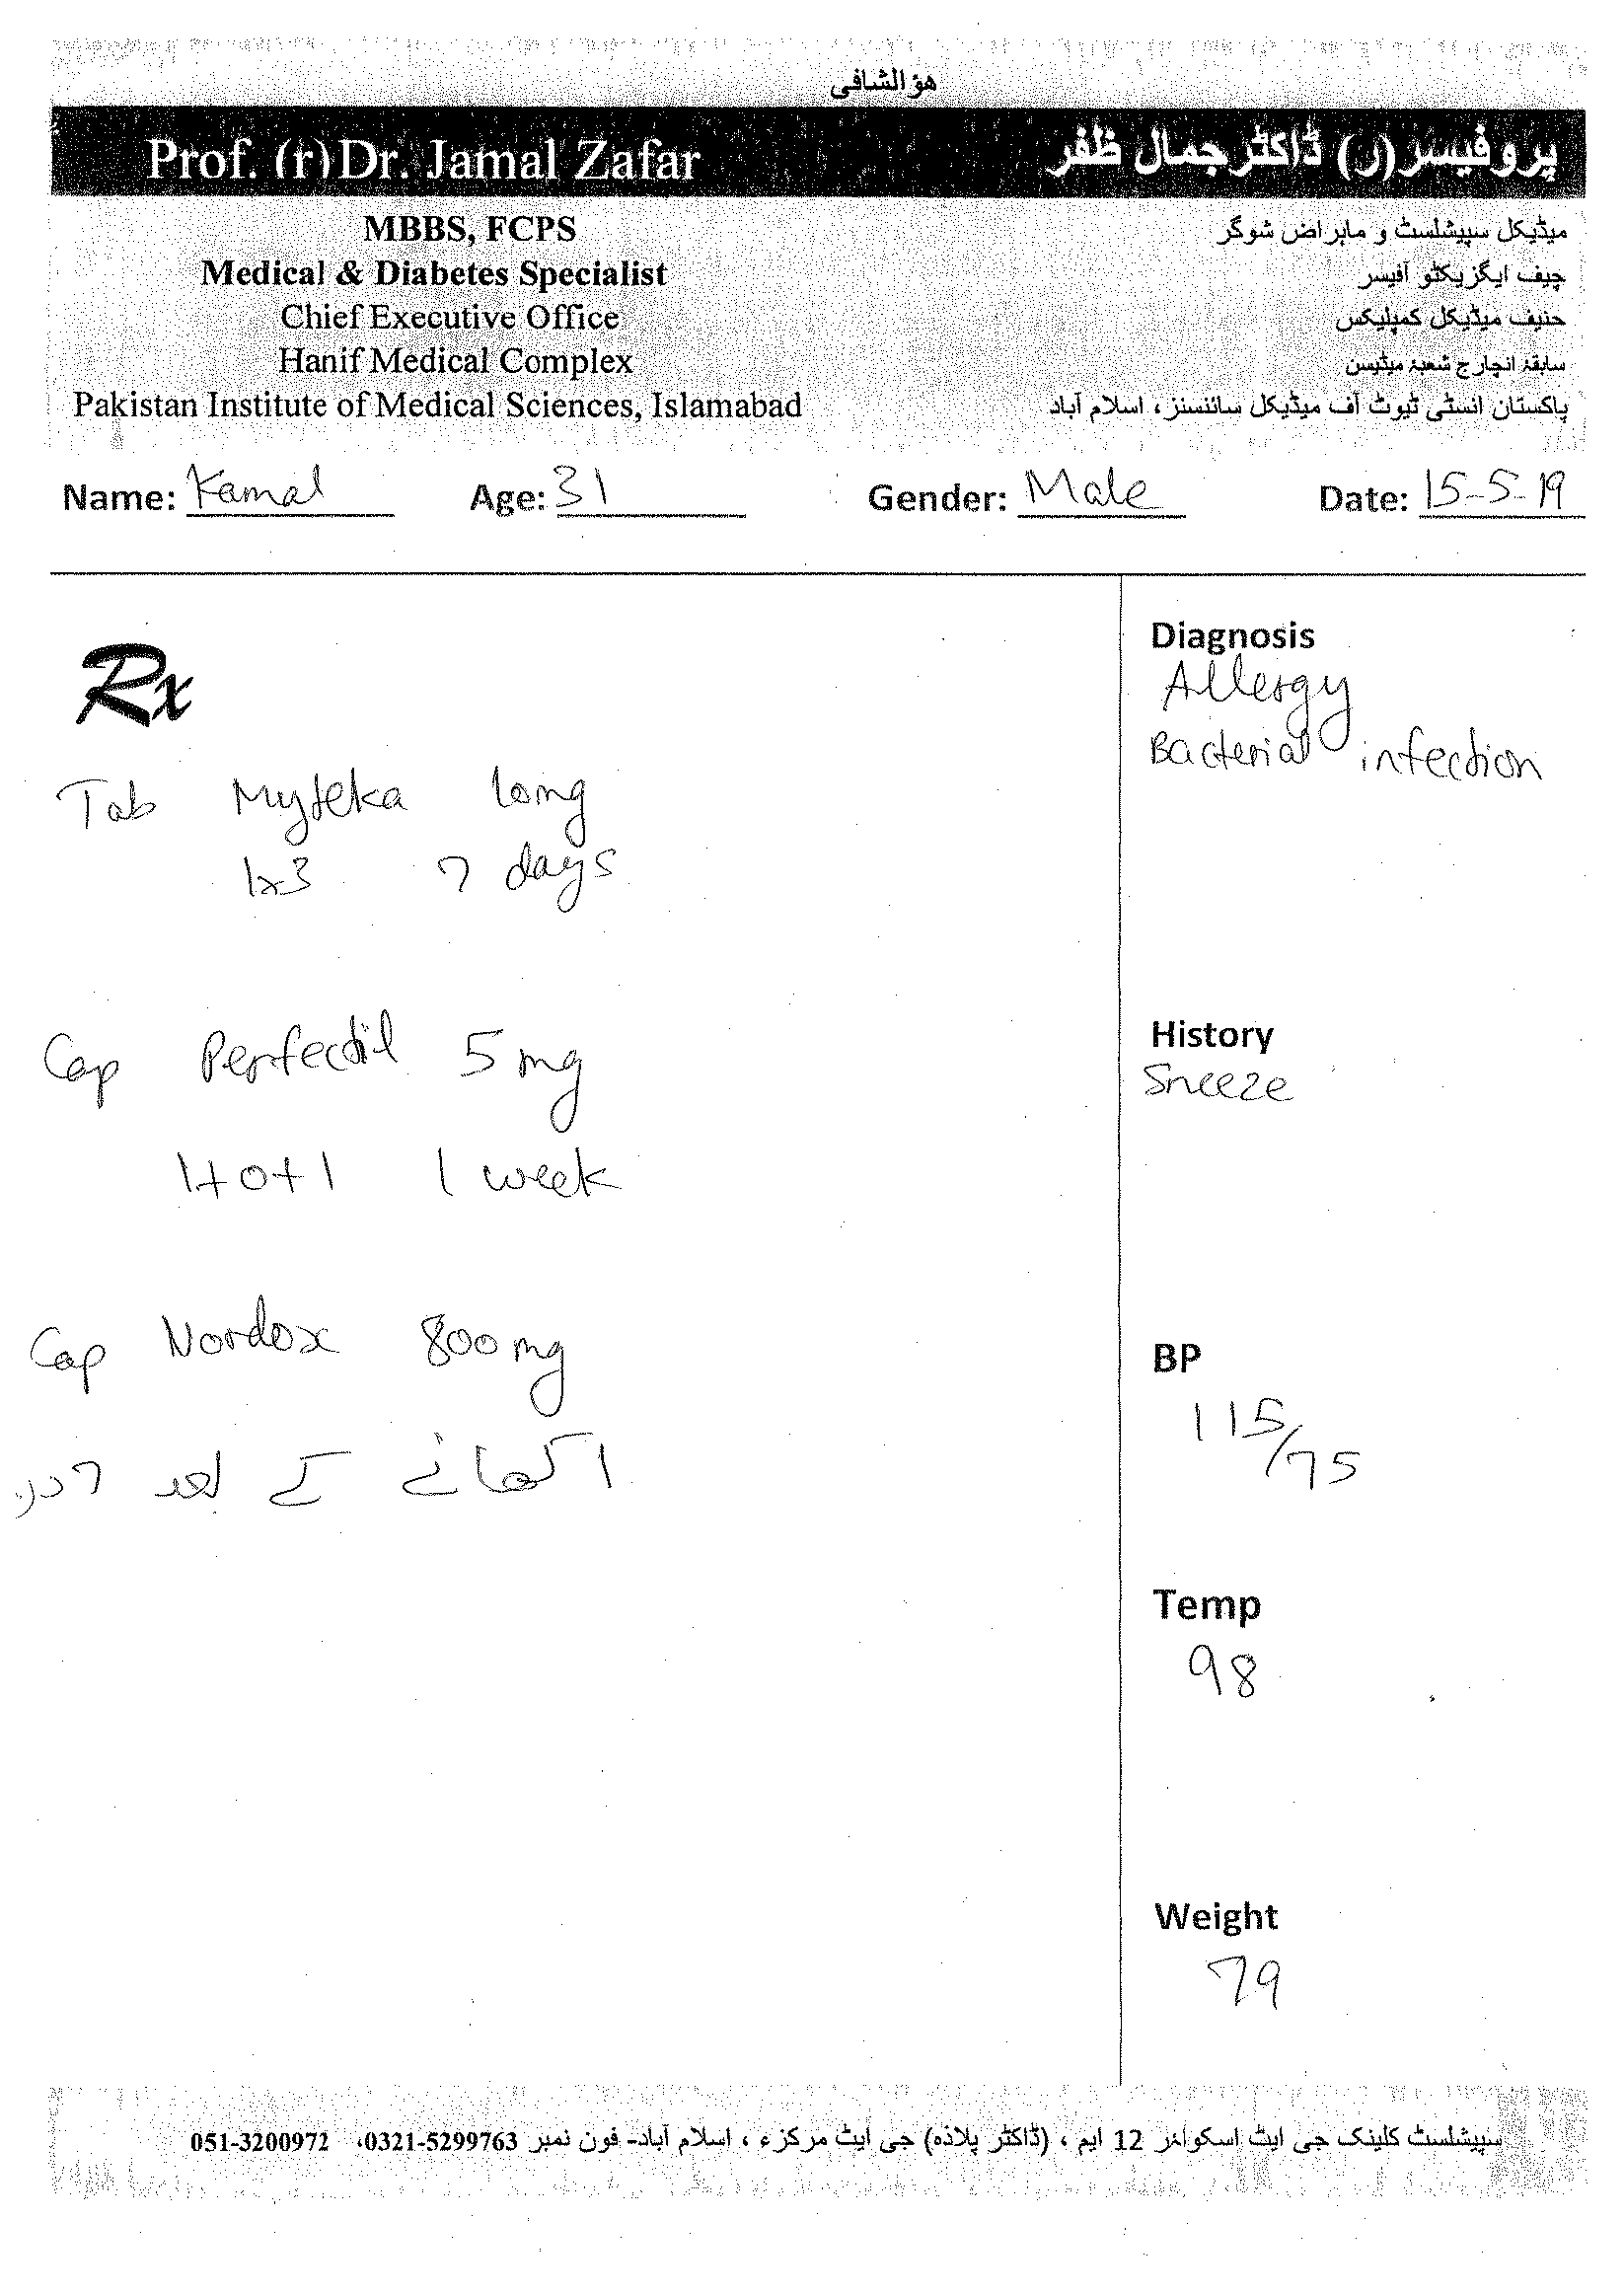 هو الشافی
Prof. (r) Dr. Jamal Zafar
پروفیسر (ر) ڈاکٹر جمال ظفر
MBBS, FCPS
میڈیکل سپیشلسٹ و ماہر امراض شوگر
Medical & Diabetes Specialist
چیف ایگزیکٹو آفیسر
Chief Executive Office
حنیف میڈیکل کمپلیکس
Hanif Medical Complex
سابقہ انچارج شعبہ میڈیسن
Pakistan Institute of Medical Sciences, Islamabad
پاکستان انسٹی ٹیوٹ آف میڈیکل سائنسز، اسلام آباد
Name: Kamal Age: 31 Gender: Male Date: 15-5-19
Rx
Tab Myteka long
1x3 7 days
Cap Perfectil 5mg
1+0+1 1 week
Cap Nordox 800mg
1 کھانے کے بعد 7 دن
Diagnosis
Allergy
Bacterial infection
History
Sneeze
BP
115/75
Temp
98
Weight
79
سپیشلسٹ کلینک جی ایٹ اسکوائر 12 ایم ، (ڈاکٹر پلازہ) جی ایٹ مرکزء ، اسلام آباد- فون نمبر 0321-5299763، 051-3200972